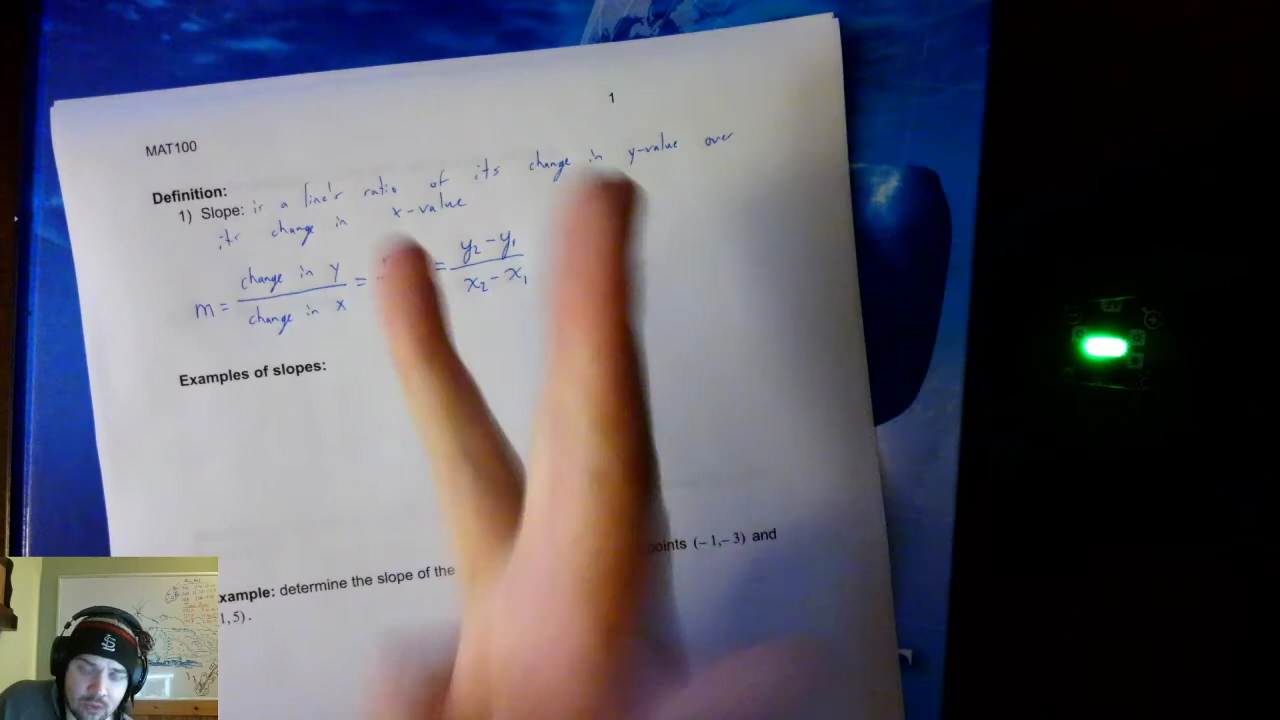 1
MAT100
Definition:
1) Slope: is a line's ratio of its change in y-value over
its change in x-value
m = change in y / change in x = = y₂ - y₁ / x₂ - x₁
Examples of slopes:
xample: determine the slope of the points (−1,−3) and
1,5).